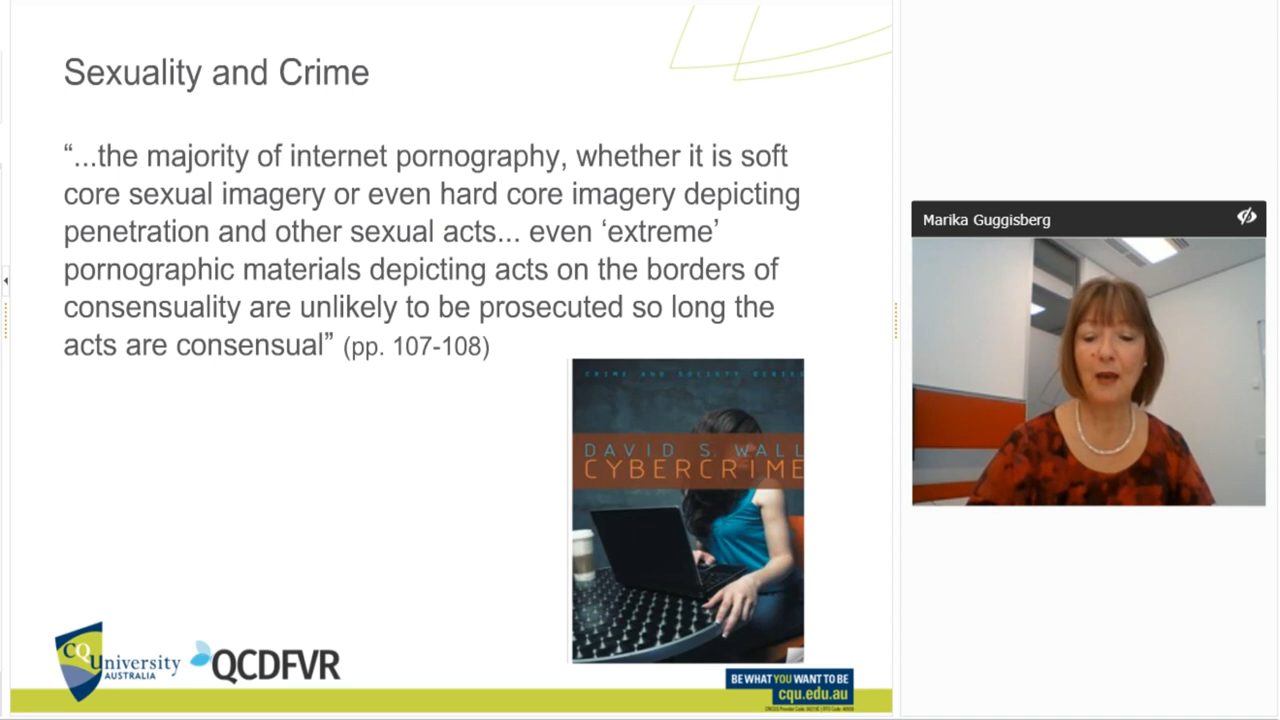 Sexuality and Crime
“...the majority of internet pornography, whether it is soft
core sexual imagery or even hard core imagery depicting
penetration and other sexual acts... even ‘extreme’
pornographic materials depicting acts on the borders of
consensuality are unlikely to be prosecuted so long the
acts are consensual” (pp. 107-108)
CRIME AND SOCIETY SERIES
DAVID S. WALL
CYBERCRIME
CQUniversity
AUSTRALIA
QCDFVR
BE WHAT YOU WANT TO BE
cqu.edu.au
Marika Guggisberg